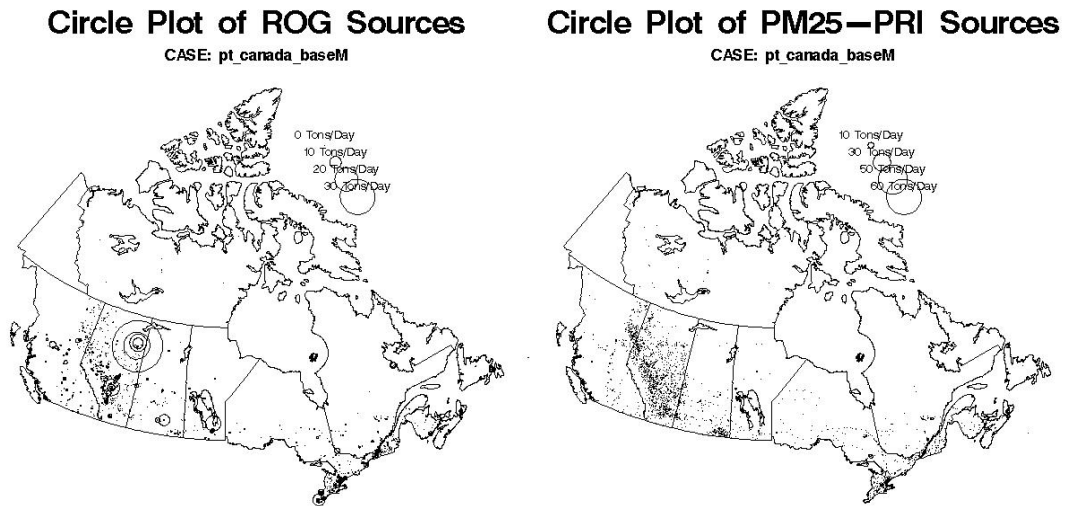 Circle Plot of ROG Sources
CASE: pt_canada_baseM
0 Tons/Day
10 Tons/Day
20 Tons/Day
30 Tons/Day
Circle Plot of PM25—PRI Sources
CASE: pt_canada_baseM
10 Tons/Day
30 Tons/Day
50 Tons/Day
60 Tons/Day